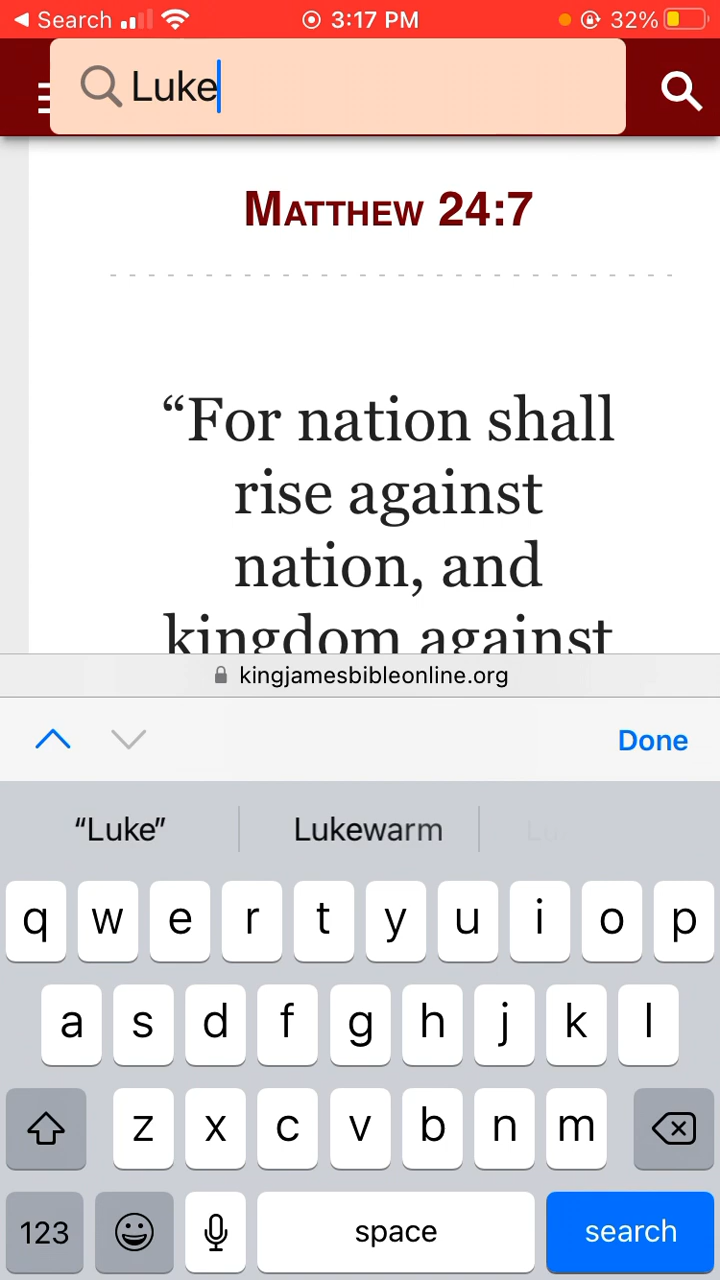 Search 3:17 PM 32%
Luke
Matthew 24:7
“For nation shall
rise against
nation, and
kingdom against
kingjamesbibleonline.org
Done
“Luke” Lukewarm
q w e r t y u i o p
a s d f g h j k l
z x c v b n m
123 space search